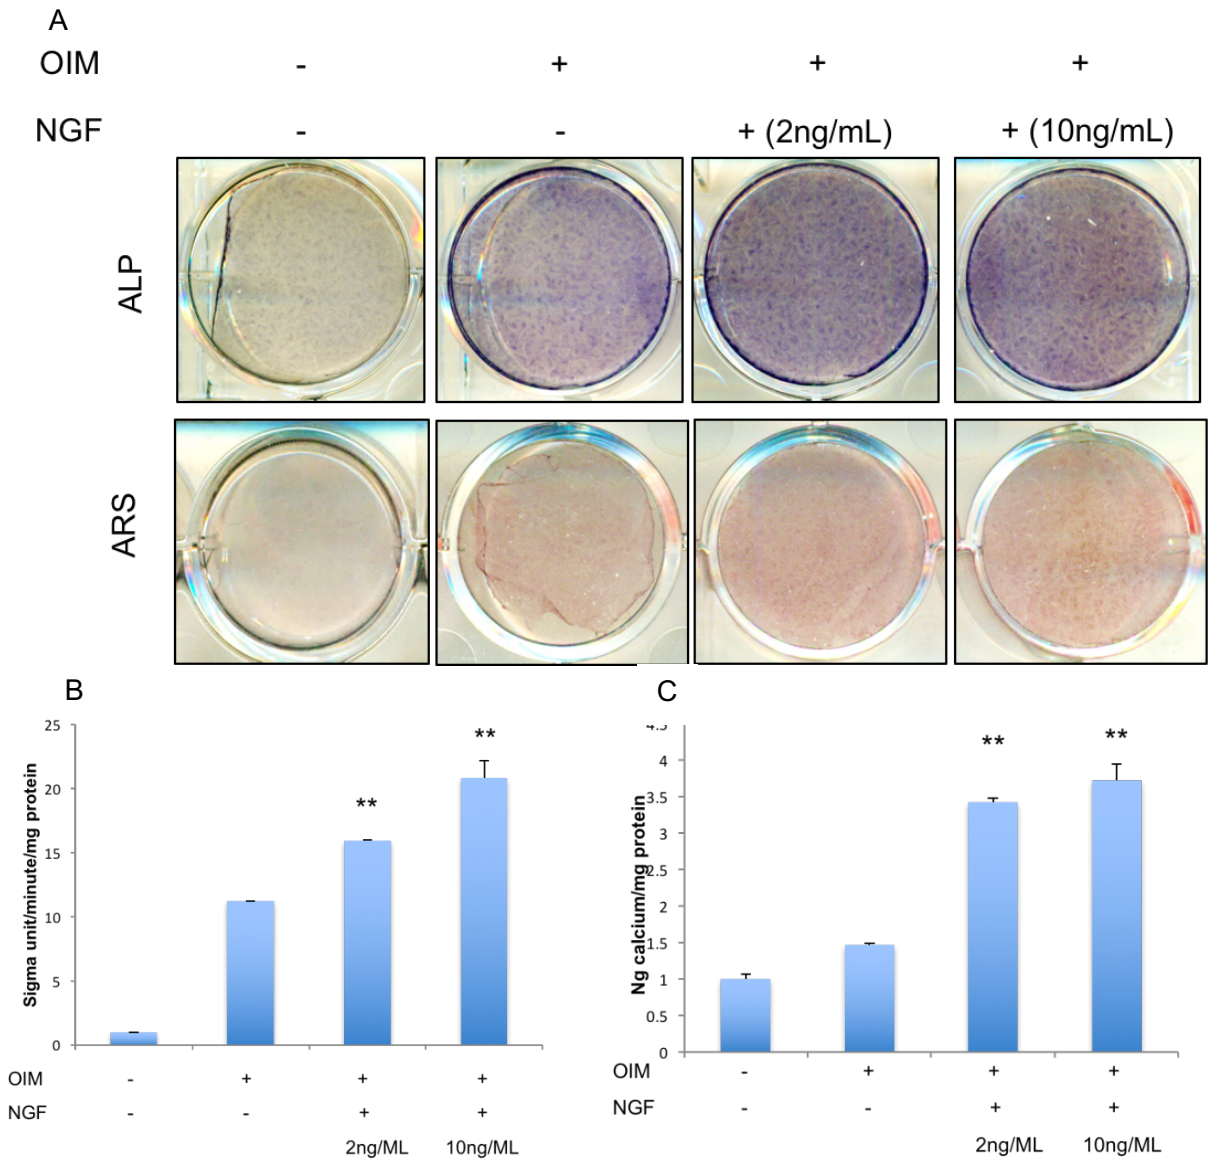 A
OIM - + + +
NGF - - + (2ng/mL) + (10ng/mL)
ALP
ARS
B
C
25
20
15
10
5
0
Sigma unit/minute/mg protein
** **
OIM - + + +
NGF - - + +
2ng/ML 10ng/ML
4.5
4
3.5
3
2.5
2
1.5
1
0.5
0
Ng calcium/mg protein
** **
OIM - + + +
NGF - - + +
2ng/ML 10ng/ML